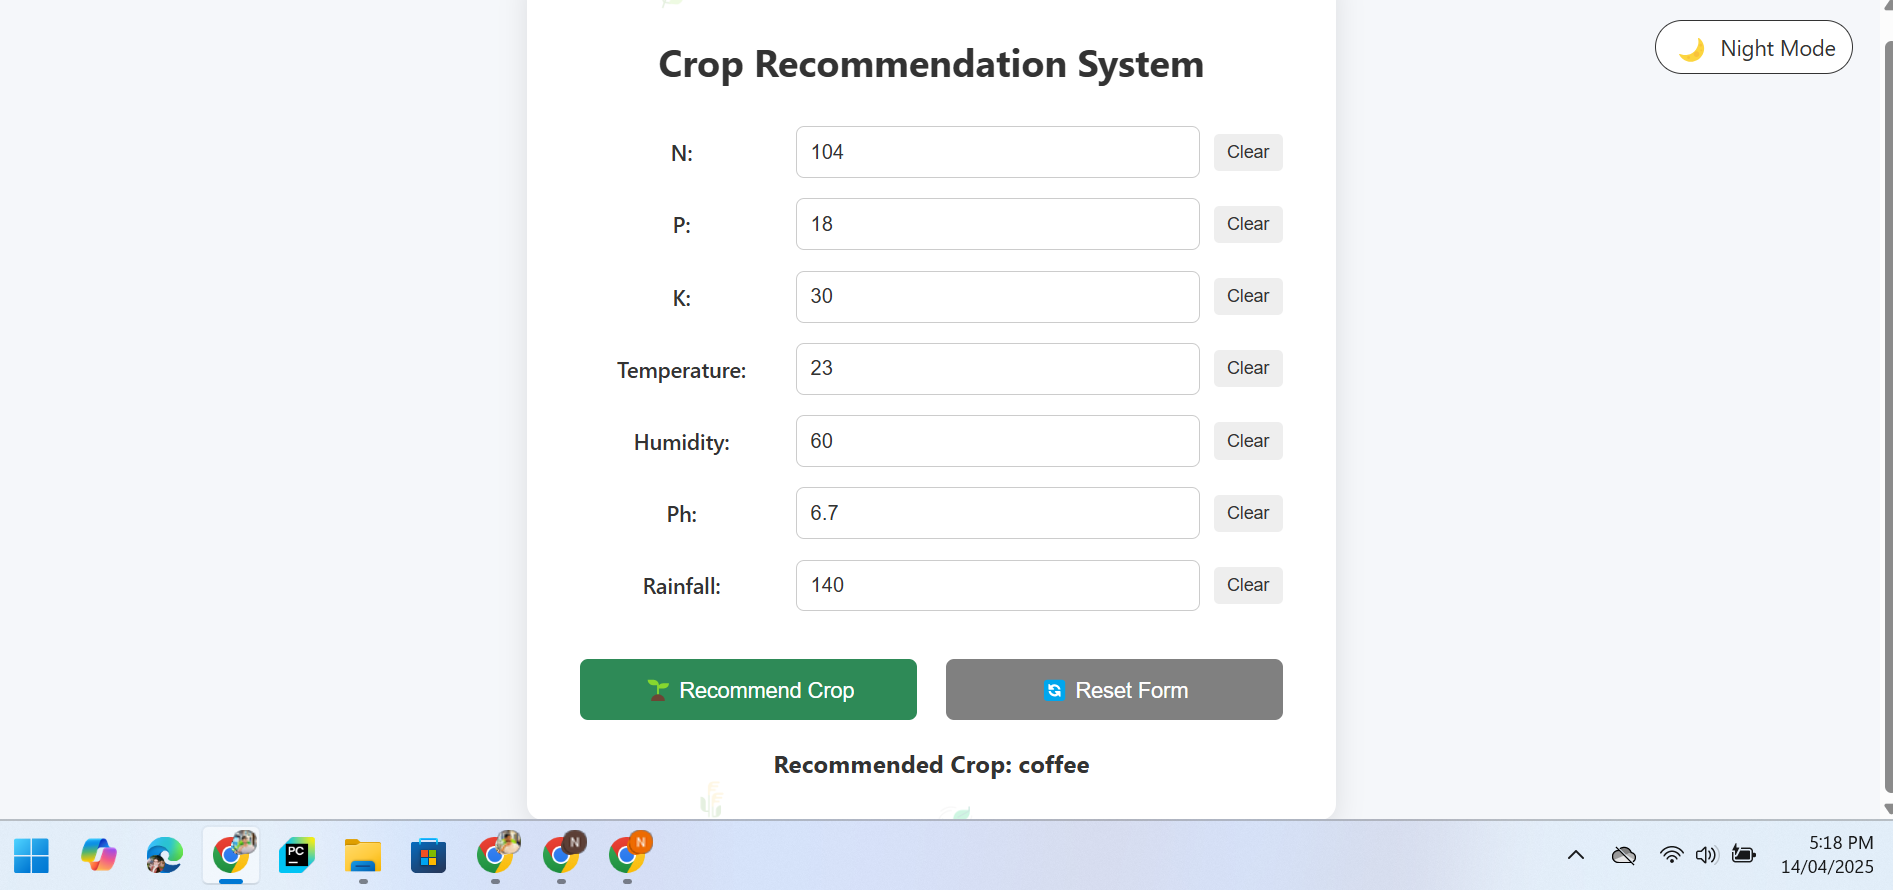 Crop Recommendation System
🌙 Night Mode
N: 104 Clear
P: 18 Clear
K: 30 Clear
Temperature: 23 Clear
Humidity: 60 Clear
Ph: 6.7 Clear
Rainfall: 140 Clear
🌱 Recommend Crop 🔄 Reset Form
Recommended Crop: coffee
PC N N 5:18 PM
14/04/2025